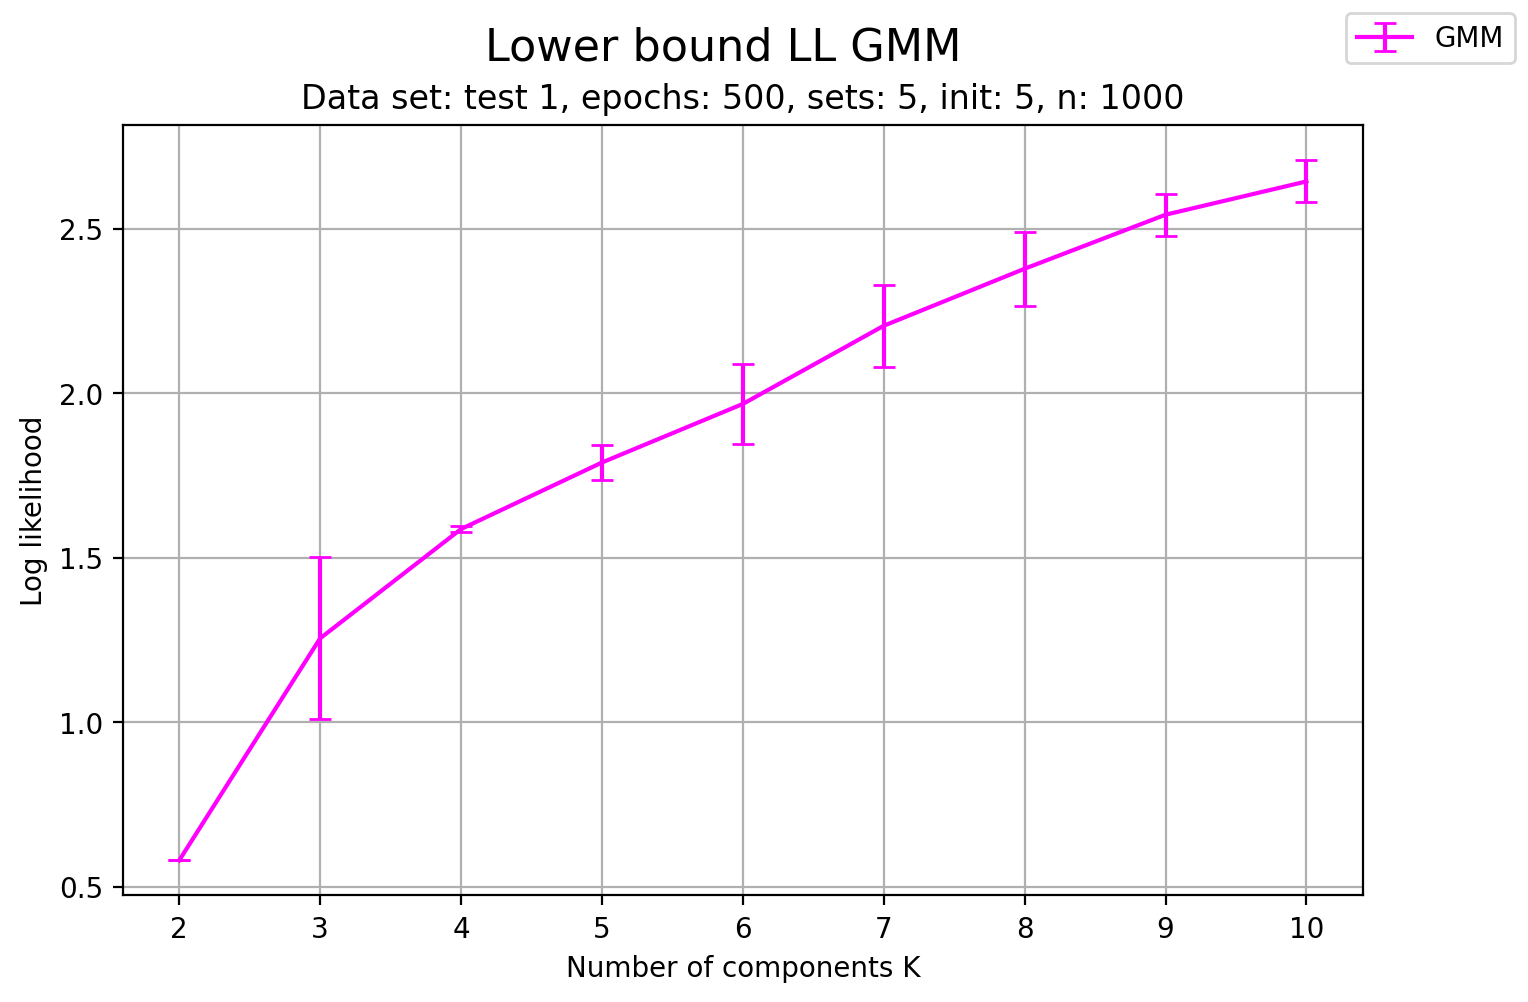 Lower bound LL GMM
GMM
Data set: test 1, epochs: 500, sets: 5, init: 5, n: 1000
2.5
2.0
1.5
1.0
0.5
Log likelihood
2 3 4 5 6 7 8 9 10
Number of components K